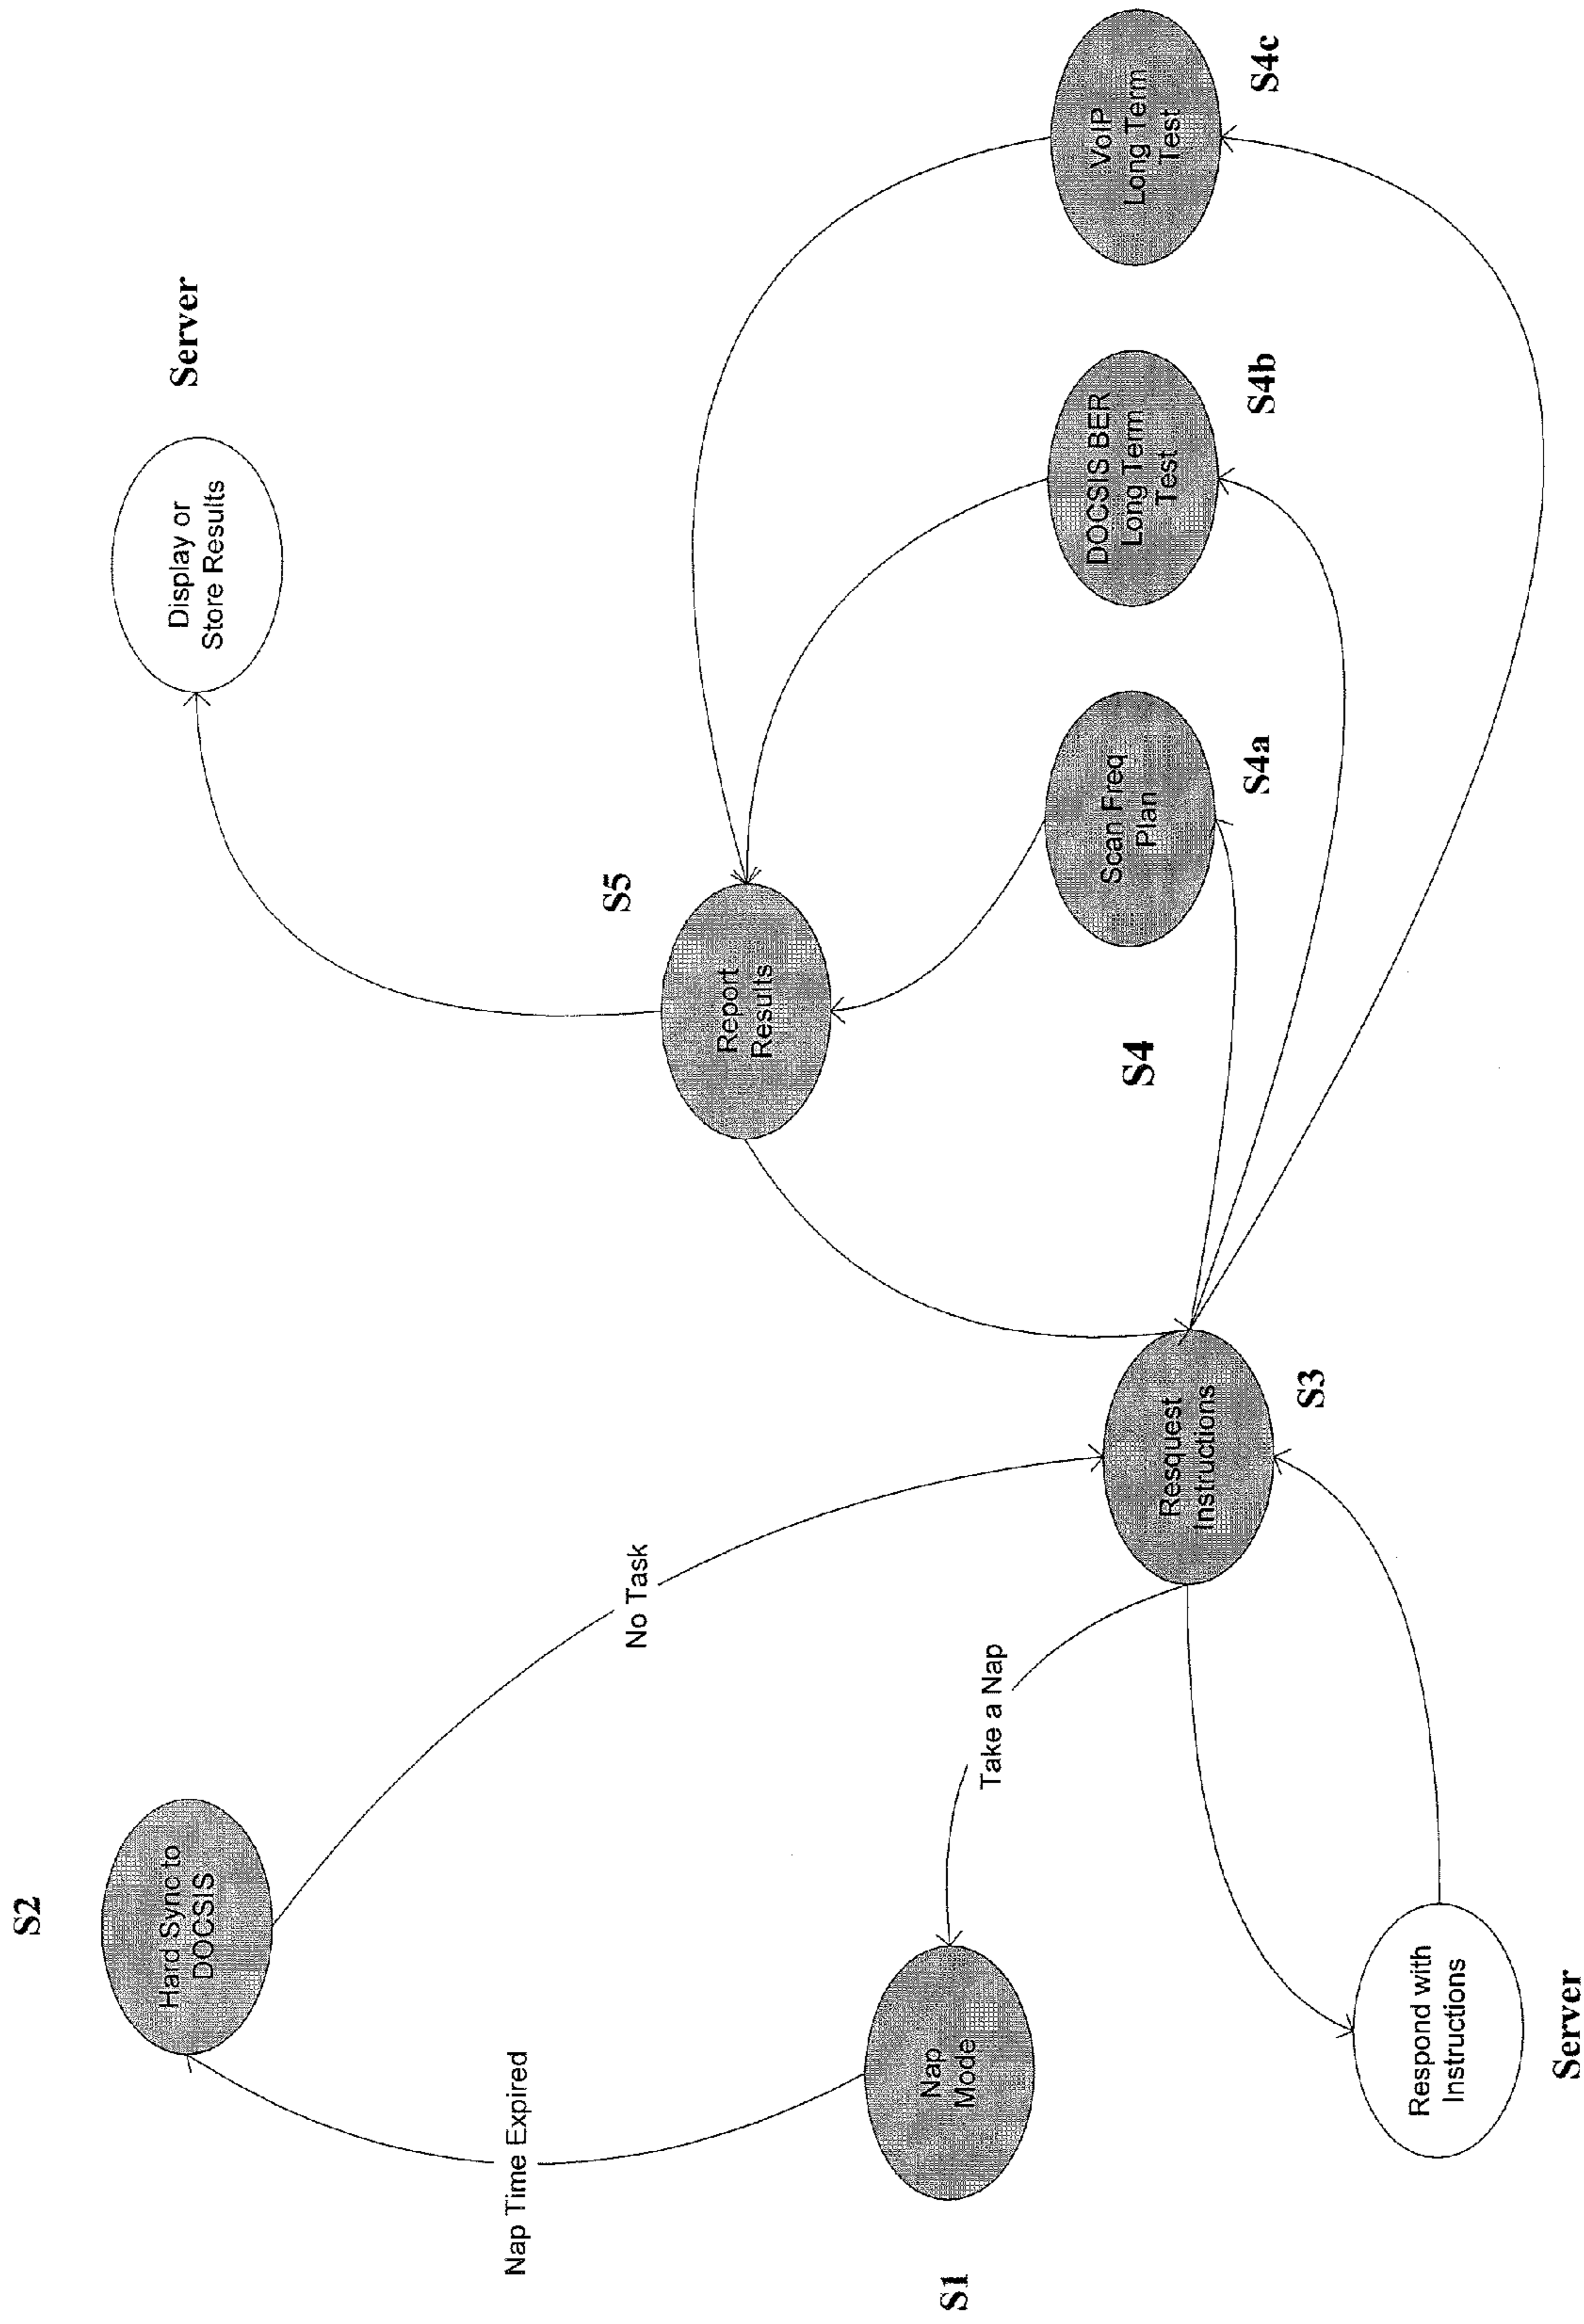 S2
Hard Sync to
DOCSIS
Server
Display or
Store Results
Nap Time Expired
No Task
S5
Report
Results
S1
Nap
Mode
Take a Nap
S4
Scan Freq
Plan
S4a
DOCSIS BER
Long Term
Test
S4b
VoIP
Long Term
Test
S4c
Resquest
Instructions
S3
Respond with
Instructions
Server